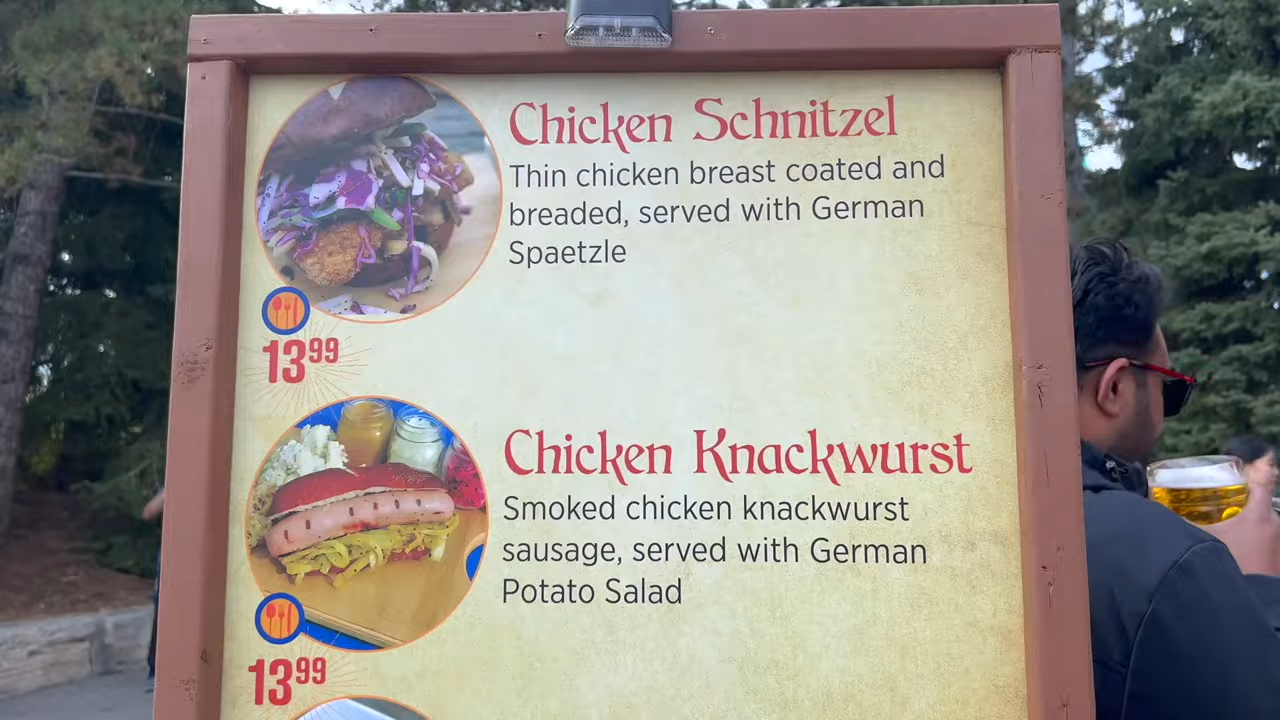 Chicken Schnitzel
Thin chicken breast coated and
breaded, served with German
Spaetzle
13.99
Chicken Knackwurst
Smoked chicken knackwurst
sausage, served with German
Potato Salad
13.99